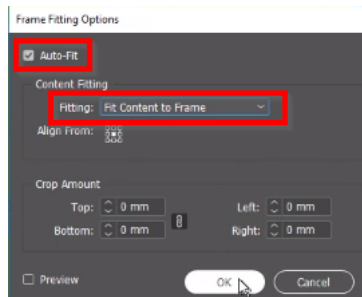 Frame Fitting Options
Auto-Fit
Content Fitting
Fitting: Fit Content to Frame
Align From:
Crop Amount
Top: 0 mm Left: 0 mm
Bottom: 0 mm Right: 0 mm
Preview OK Cancel